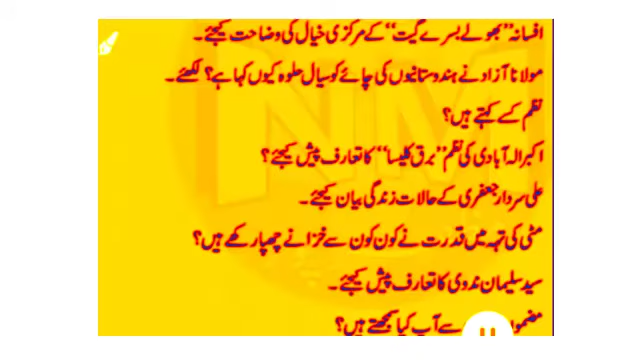 افسانہ "بھولے بسرے گیت" کے مرکزی خیال کی وضاحت کیجئے۔
مولانا آزاد نے ہندوستانیوں کی چائے کو سیال حلوہ کیوں کہا ہے؟ لکھئے۔
نظم کے کہتے ہیں؟
اکبر الہ آبادی کی نظم "برق کلیسا" کا تعارف پیش کیجئے؟
علی سردار جعفری کے حالات زندگی بیان کیجئے۔
مٹی کی تہہ میں قدرت نے کون کون سے خزانے چھپا رکھے ہیں؟
سید سلیمان ندوی کا تعارف پیش کیجئے۔
سے آپ کیا سمجھتے ہیں؟
NM